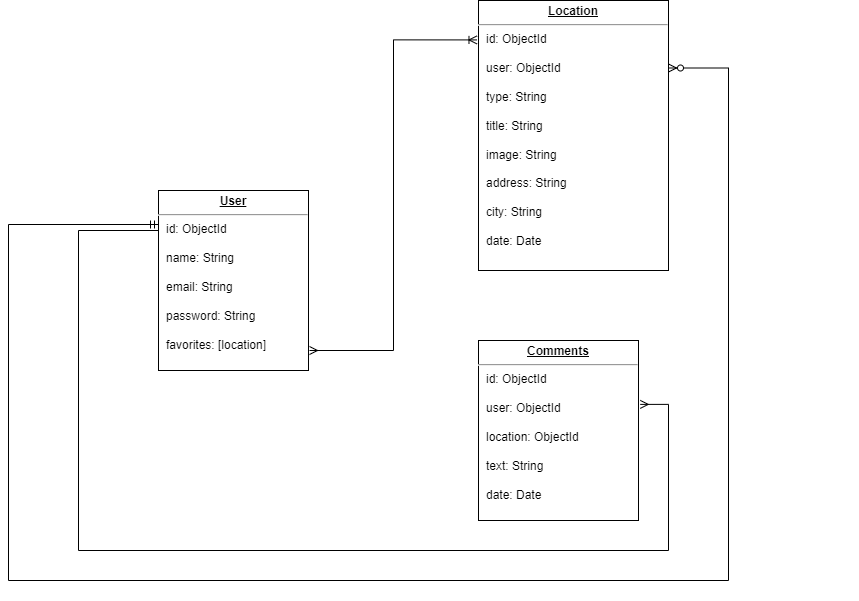 Location
id: ObjectId
user: ObjectId
type: String
title: String
image: String
address: String
city: String
date: Date
User
id: ObjectId
name: String
email: String
password: String
favorites: [location]
Comments
id: ObjectId
user: ObjectId
location: ObjectId
text: String
date: Date